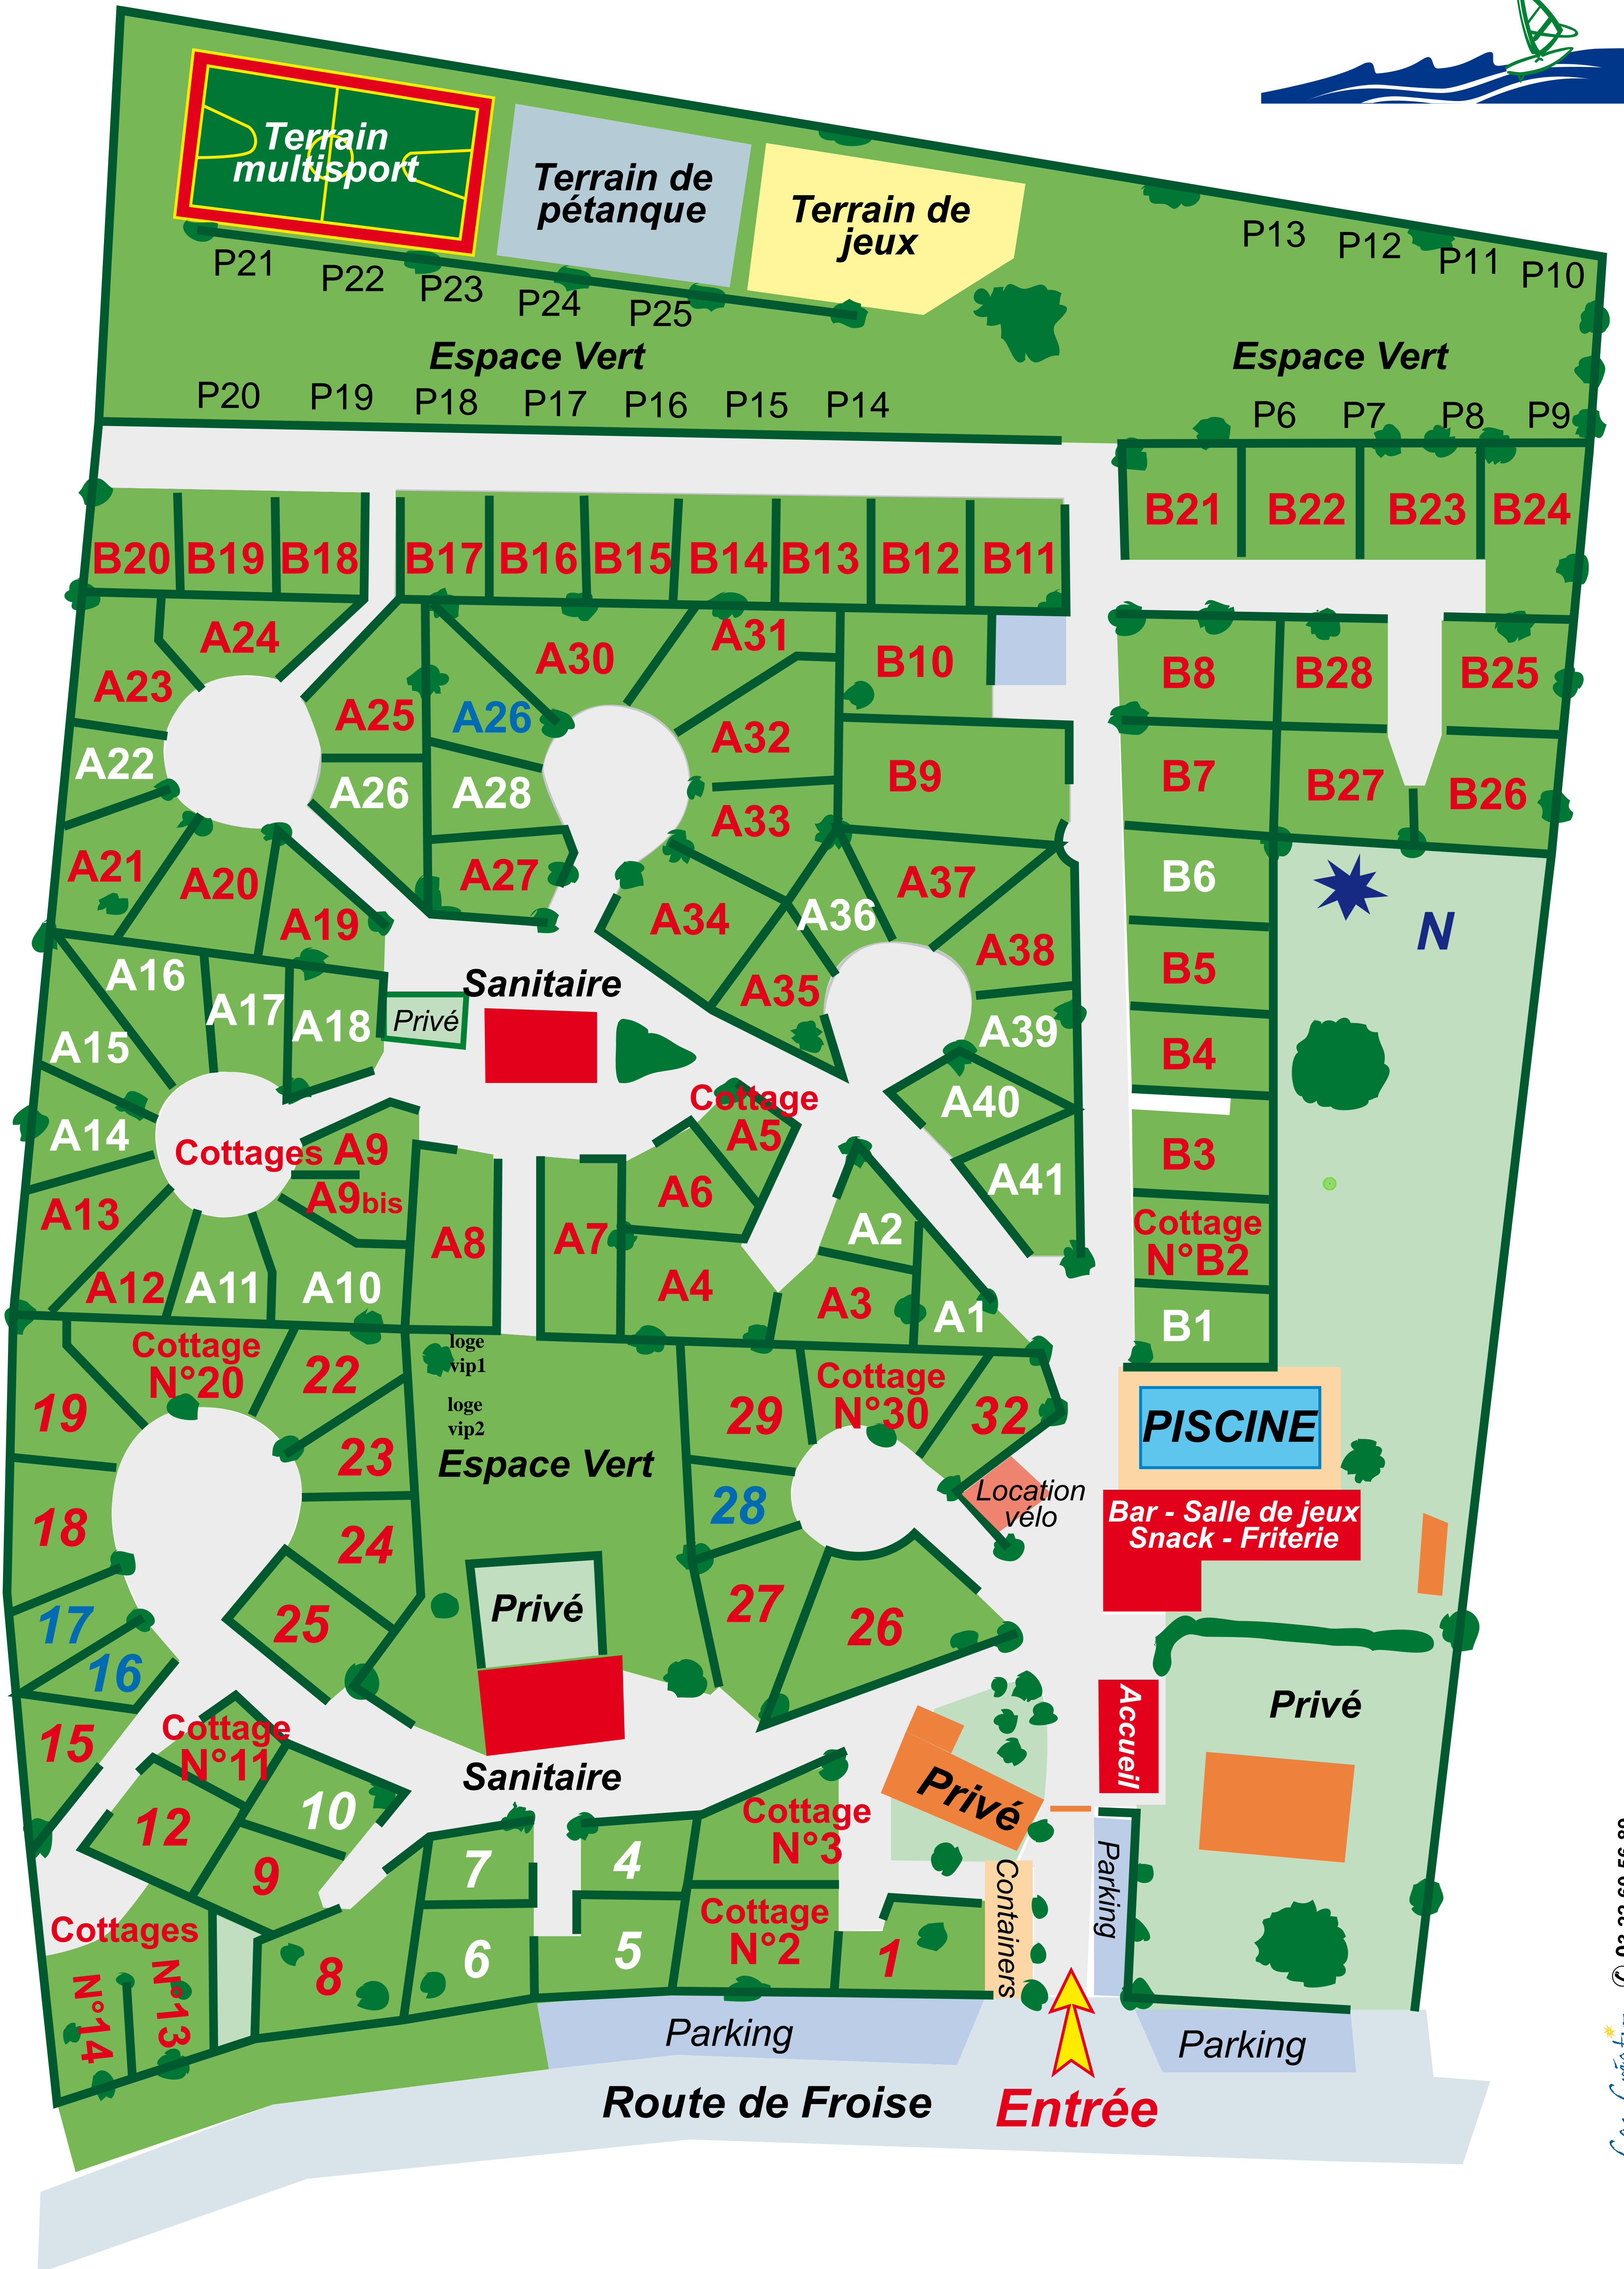 Terrain
multisport
Terrain de
pétanque
Terrain de
jeux
P13
P12
P11
P10
P21
P22
P23
P24
P25
Espace Vert
Espace Vert
P20
P19
P18
P17
P16
P15
P14
P6
P7
P8
P9
B21
B22
B23
B24
B20
B19
B18
B17
B16
B15
B14
B13
B12
B11
A24
A23
A22
A25
A26
A26
A28
A30
A31
A32
A33
B10
B9
B8
B28
B25
B7
B27
B26
A21
A20
A19
A27
A34
A35
A36
A37
A38
A39
B6
B5
B4
N
A16
A17
A18
A15
A14
Privé
Sanitaire
Cottage
A5
A40
A41
B3
Cottages A9
A9bis
A13
A12
A11
A10
A8
A7
A6
A4
A2
A3
A1
Cottage
N°B2
B1
Cottage
N°20
22
19
23
18
24
17
16
25
15
loge
vip1
loge
vip2
Espace Vert
29
Cottage
N°30
32
28
27
26
Location
vélo
PISCINE
Bar - Salle de jeux
Snack - Friterie
Privé
Sanitaire
Accueil
Privé
Privé
Cottage
N°11
12
10
9
7
6
4
5
Cottage
N°3
Cottage
N°2
1
8
Containers
Parking
Cottages
N°14
N°13
Parking
Parking
Route de Froise
Entrée